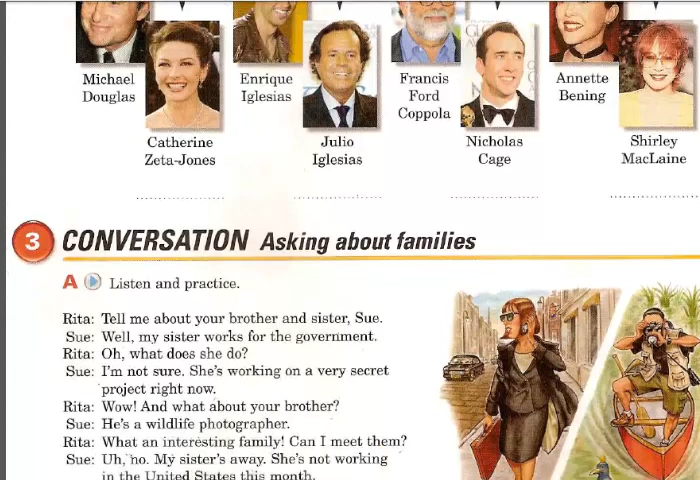 Michael
Douglas
Catherine
Zeta-Jones
Enrique
Iglesias
Julio
Iglesias
Francis
Ford
Coppola
Nicholas
Cage
Annette
Bening
Shirley
MacLaine
3 CONVERSATION Asking about families
A Listen and practice.
Rita: Tell me about your brother and sister, Sue.
Sue: Well, my sister works for the government.
Rita: Oh, what does she do?
Sue: I'm not sure. She's working on a very secret
project right now.
Rita: Wow! And what about your brother?
Sue: He's a wildlife photographer.
Rita: What an interesting family! Can I meet them?
Sue: Uh, no. My sister's away. She's not working
in the United States this month.